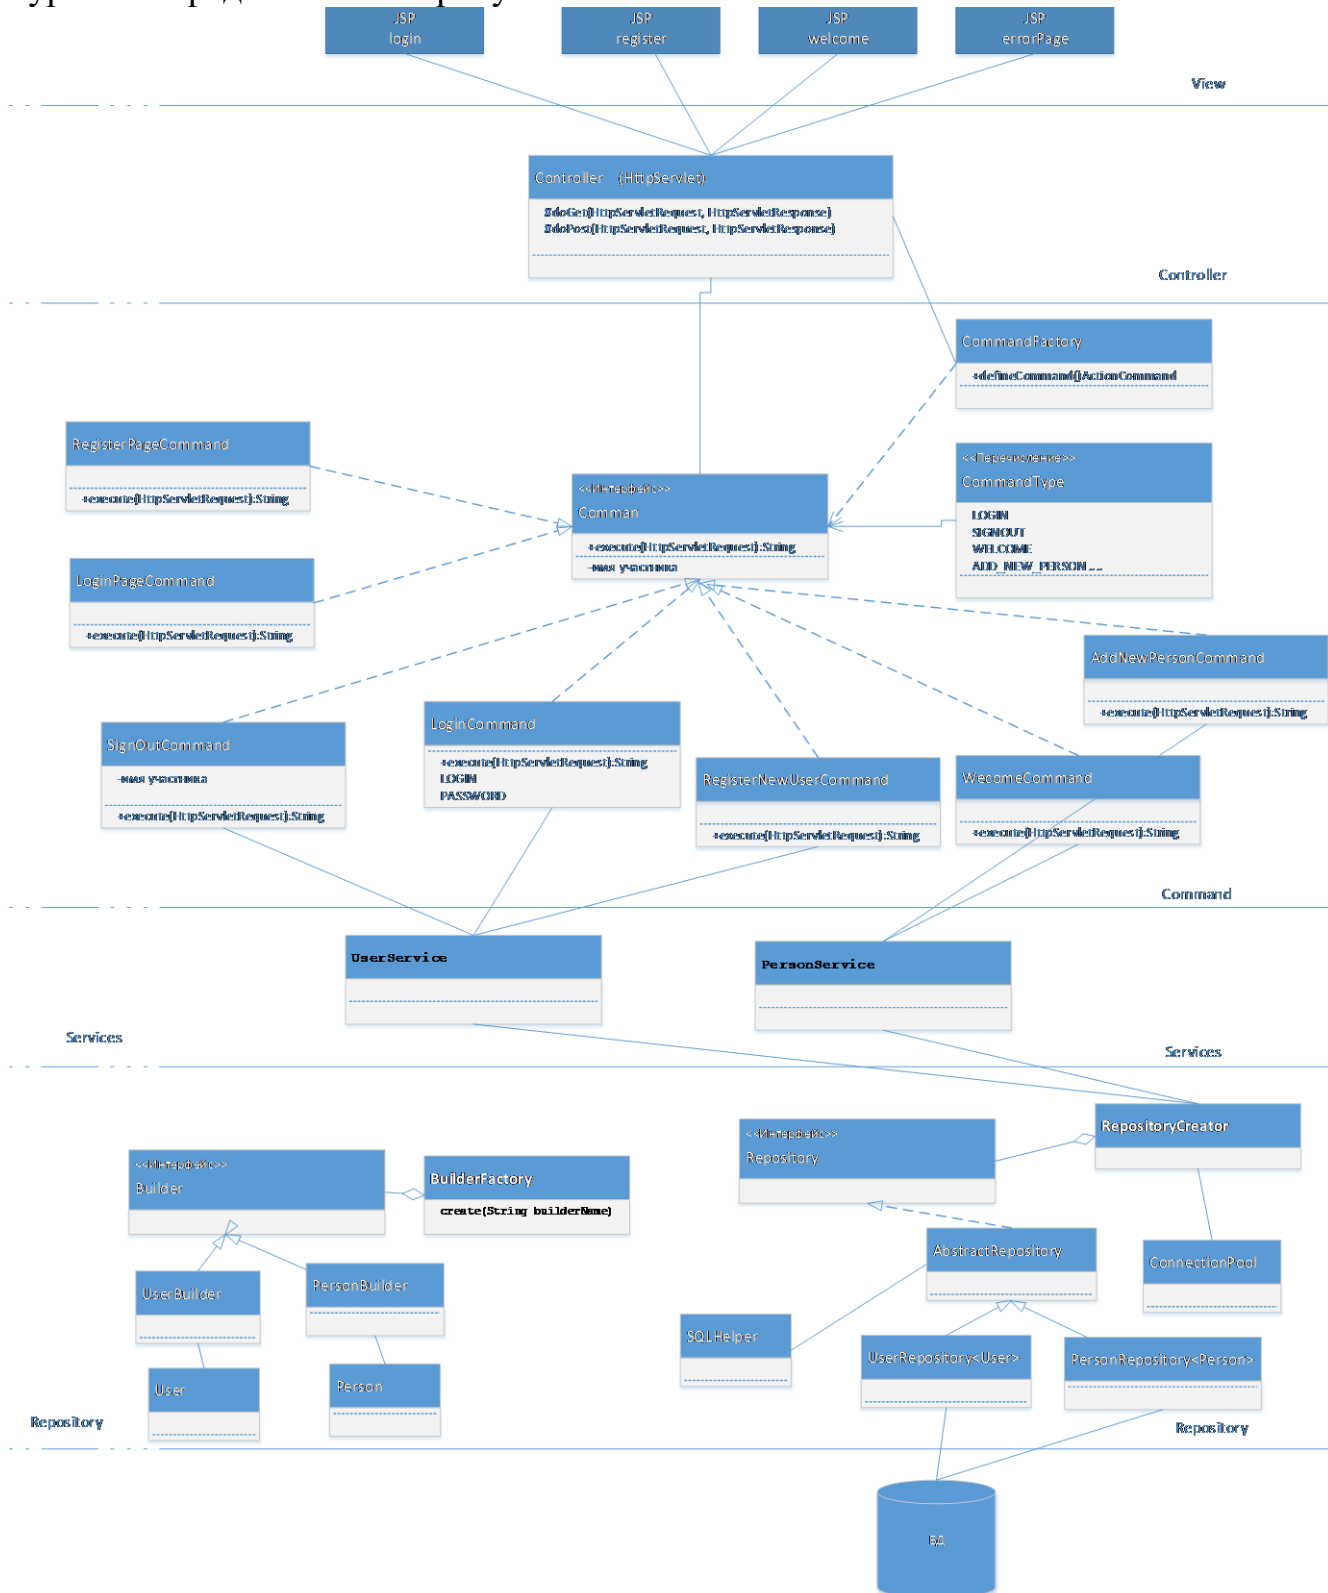 JSP
login
JSP
register
JSP
welcome
JSP
errorPage
View
Controller (HttpServlet)
#doGet(HttpServletRequest, HttpServletResponse)
#doPost(HttpServletRequest, HttpServletResponse)
Controller
CommandFactory
+defineCommand()ActionCommand
RegisterPageCommand
+execute(HttpServletRequest):String
<<Интерфейс>>
Comman
+execute(HttpServletRequest):String
-имя участника
<<Перечисление>>
CommandType
LOGIN
SIGNOUT
WELCOME
ADD_NEW_PERSON ....
LoginPageCommand
+execute(HttpServletRequest):String
AddNewPersonCommand
+execute(HttpServletRequest):String
SignOutCommand
-имя участника
+execute(HttpServletRequest):String
LoginCommand
+execute(HttpServletRequest):String
LOGIN
PASSWORD
RegisterNewUserCommand
+execute(HttpServletRequest):String
WecomeCommand
+execute(HttpServletRequest):String
Command
UserService
PersonService
Services
Services
<<Интерфейс>>
Builder
BuilderFactory
create(String builderName)
<<Интерфейс>>
Repository
RepositoryCreator
UserBuilder
PersonBuilder
AbstractRepository
ConnectionPool
SQLHelper
UserRepository<User>
PersonRepository<Person>
User
Person
Repository
Repository
БД